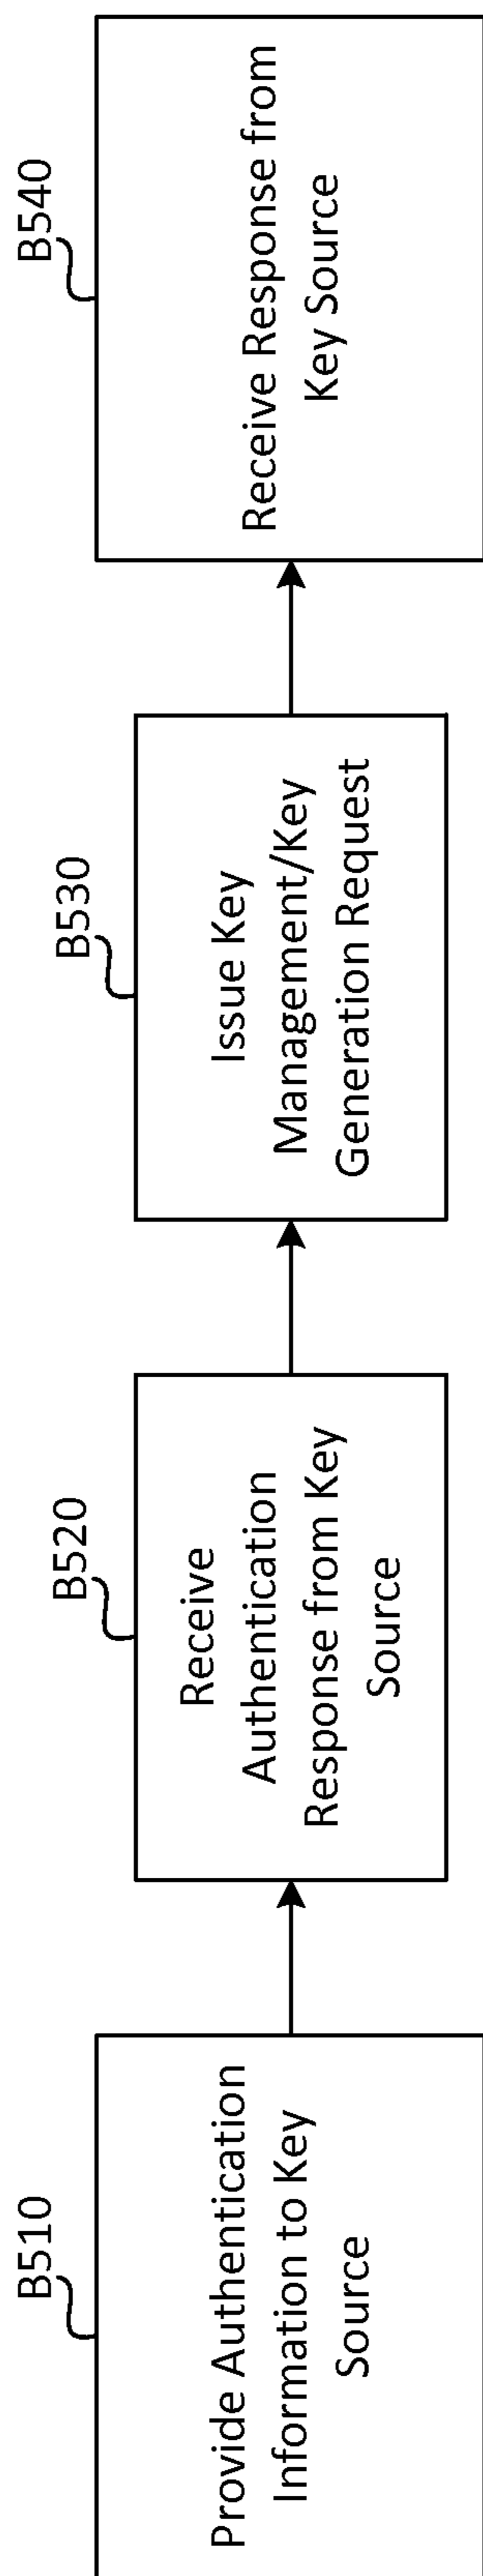 B510
Provide Authentication
Information to Key
Source
B520
Receive
Authentication
Response from Key
Source
B530
Issue Key
Management/Key
Generation Request
B540
Receive Response from
Key Source